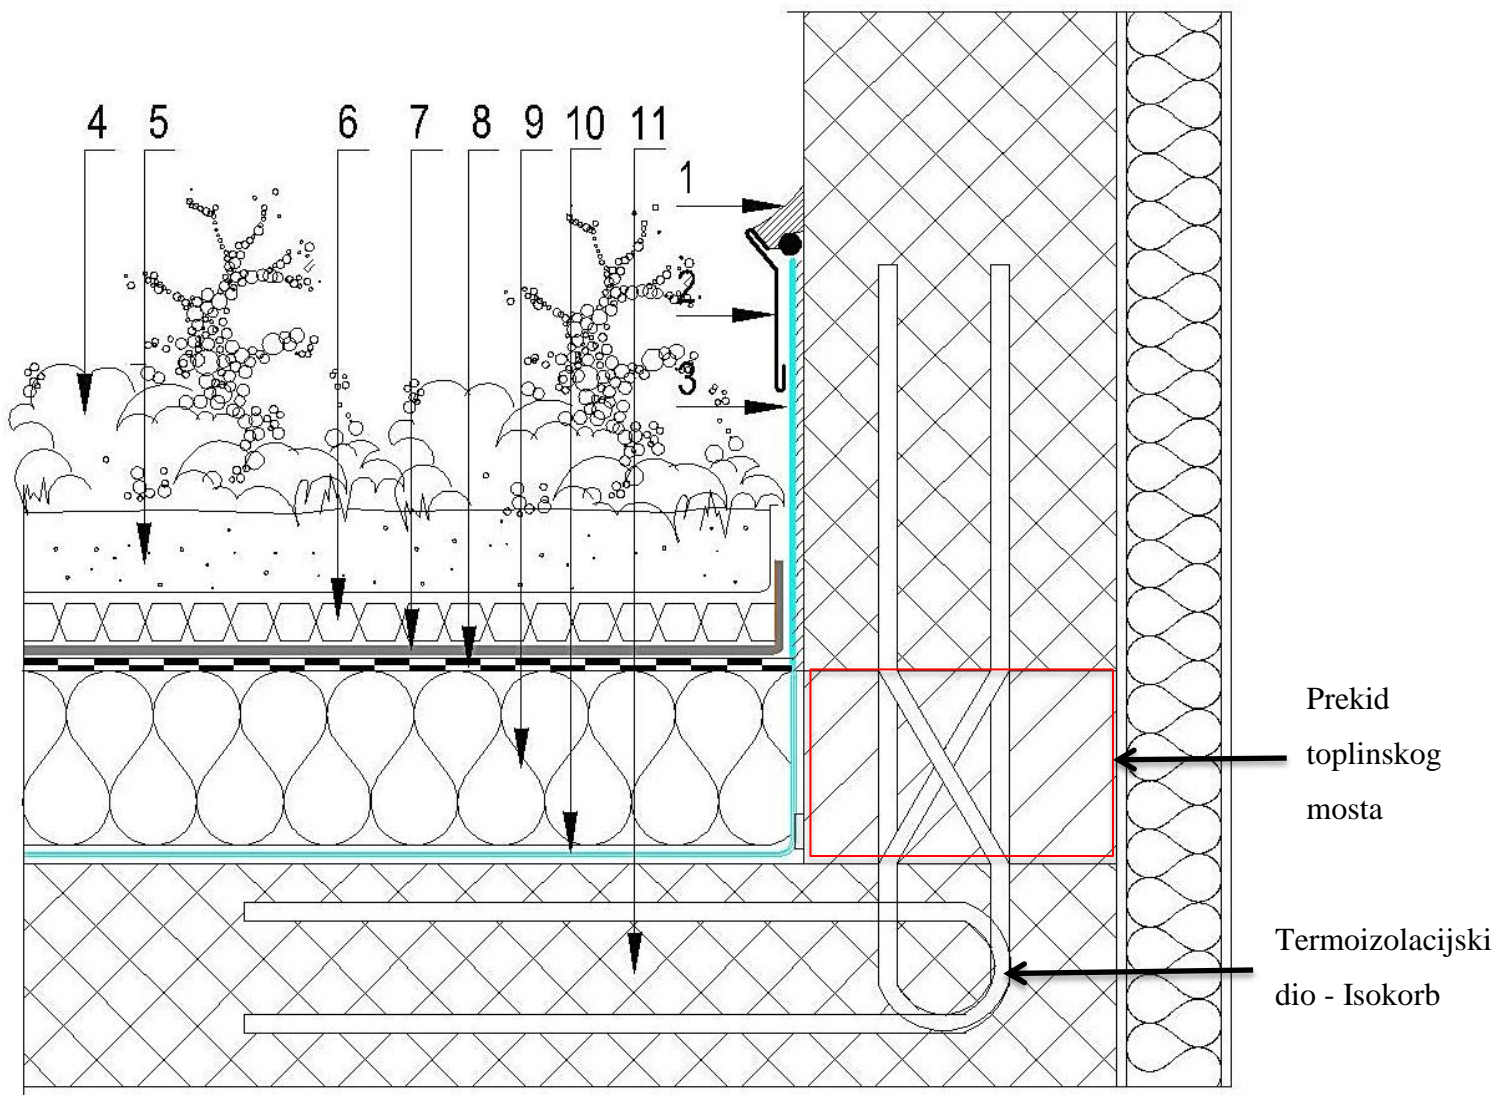 4 5 6 7 8 9 10 11
1
2
3
Prekid
toplinskog
mosta
Termoizolacijski
dio - Isokorb